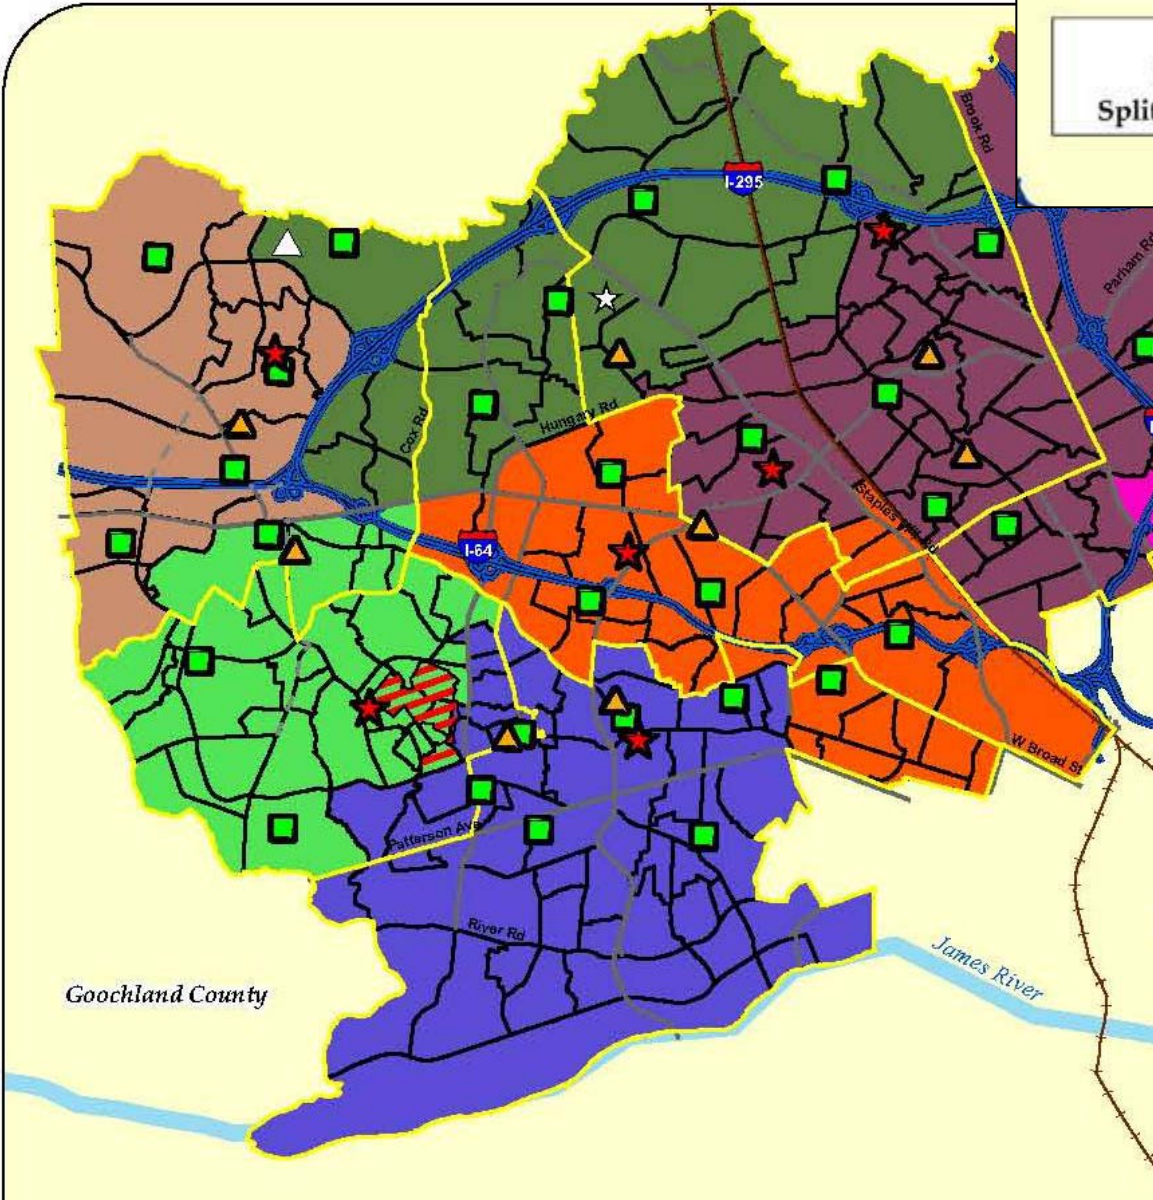 Split
Brook Rd
I-295
Parham Rd
Cox Rd
Hungary Rd
Staples Mill Rd
I-64
W Broad St
Patterson Ave
River Rd
James River
Goochland County